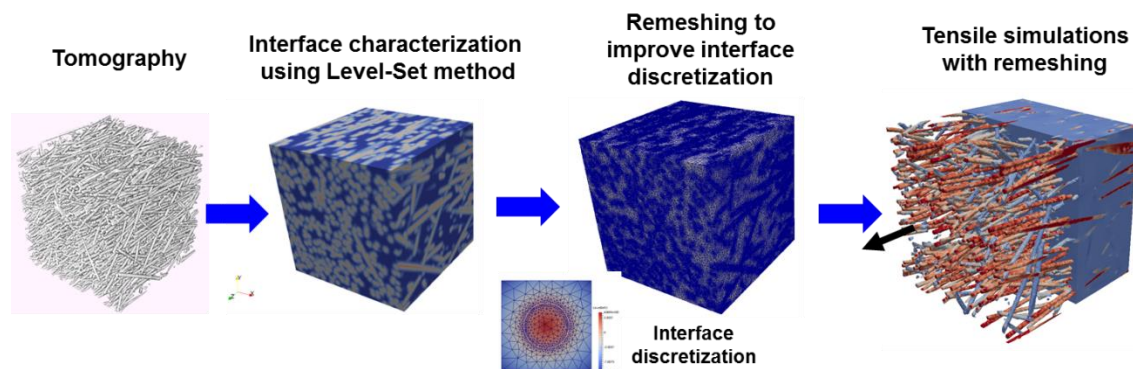 Tomography
Interface characterization
using Level-Set method
Remeshing to
improve interface
discretization
Tensile simulations
with remeshing
Interface
discretization